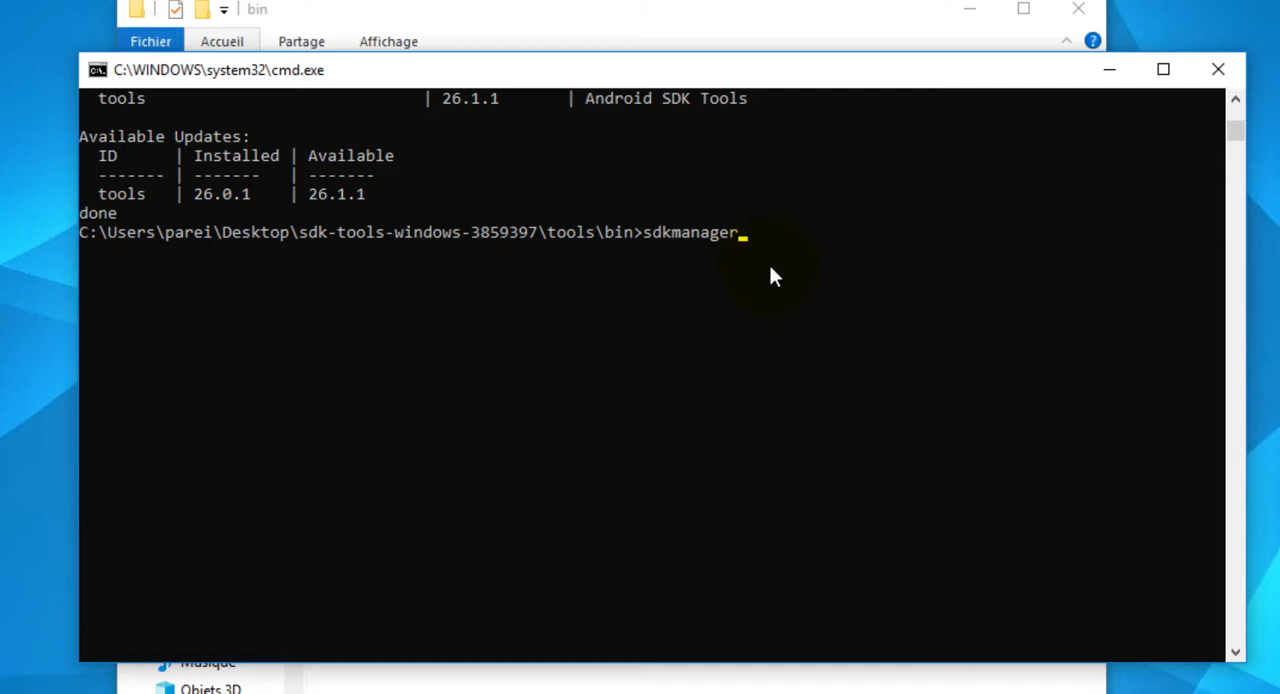 bin
Fichier Accueil Partage Affichage
C:\WINDOWS\system32\cmd.exe
tools | 26.1.1 | Android SDK Tools
Available Updates:
ID | Installed | Available
------- | ------- | -------
tools | 26.0.1 | 26.1.1
done
C:\Users\parei\Desktop\sdk-tools-windows-3859397\tools\bin>sdkmanager_
Musique
Objets 3D